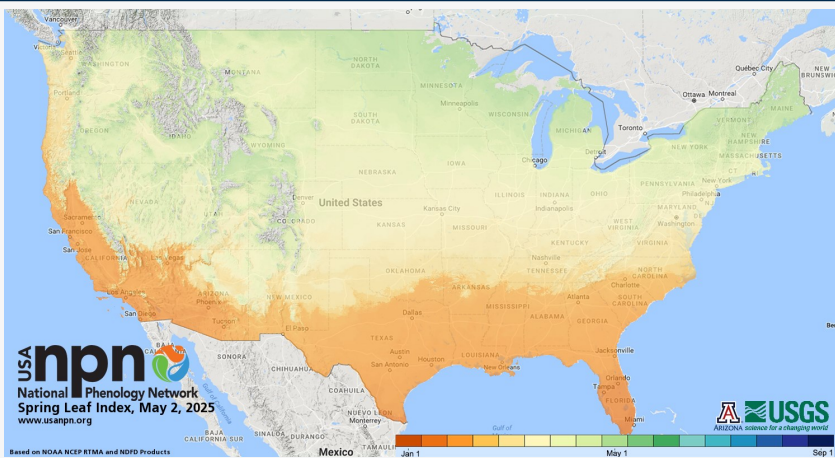 Vancouver
Victoria
Seattle
WASHINGTON
Portland
OREGON
IDAHO
MONTANA
NORTH
DAKOTA
SOUTH
DAKOTA
MINNESOTA
Minneapolis
WISCONSIN
MICHIGAN
Ottawa Montreal
Québec City
NEW
BRUNSWI
MAINE
VERMONT
NEW
HAMPSHIRE
MASSACHUSETTS
NEW YORK
Toronto
Detroit
Chicago
WYOMING
NEBRASKA
IOWA
ILLINOIS
INDIANA
Indianapolis
OHIO
PENNSYLVANIA
New York
Philadelphia
MARYLAND
Washington
WEST
VIRGINIA
VIRGINIA
KENTUCKY
NEVADA
UTAH
Denver
COLORADO
United States
KANSAS
Kansas City
MISSOURI
Sacramento
San Francisco
San Jose
CALIFORNIA
Las Vegas
Los Angeles
San Diego
ARIZONA
Phoenix
Tucson
NEW MEXICO
El Paso
OKLAHOMA
ARKANSAS
Nashville
TENNESSEE
NORTH
CAROLINA
Charlotte
SOUTH
CAROLINA
Atlanta
MISSISSIPPI
ALABAMA
GEORGIA
Dallas
TEXAS
Austin
San Antonio
Houston
LOUISIANA
New Orleans
Jacksonville
Orlando
Tampa
FLORIDA
Miami
BAJA
SONORA
CHIHUAHUA
COAHUILA
NUEVO LEON
Monterrey
BAJA
CALIFORNIA SUR
SINALOA
DURANGO
TAMAULIP
Mexico
Gulf of
USA npn
National Phenology Network
Spring Leaf Index, May 2, 2025
www.usanpn.org
Based on NOAA NCEP RTMA and NDFD Products
A
ARIZONA
USGS
science for a changing world
Jan 1
May 1
Sep 1